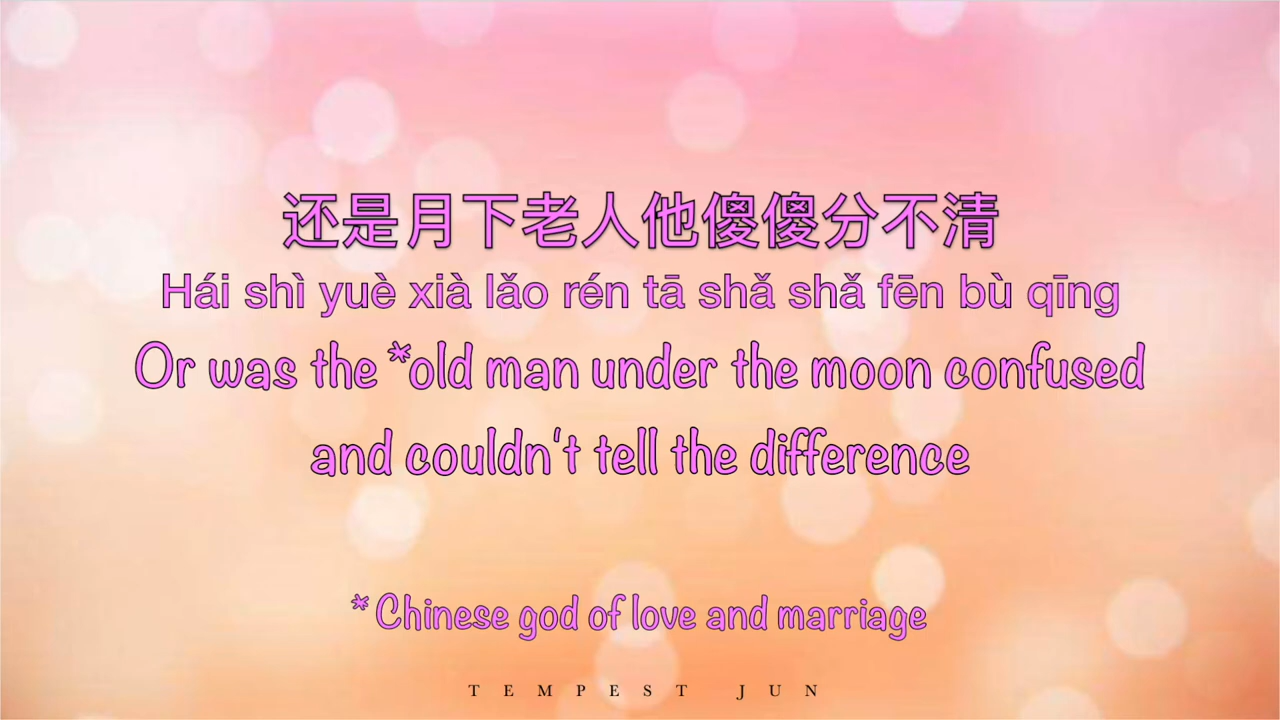 还是月下老人他傻傻分不清
Hái shì yuè xià lǎo rén tā shǎ shǎ fēn bù qīng
Or was the *old man under the moon confused
and couldn't tell the difference
* Chinese god of love and marriage
TEMPEST JUN